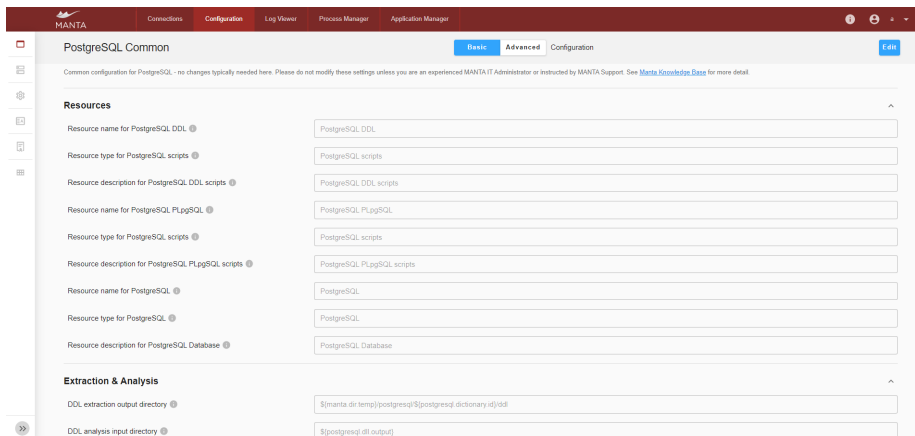 MANTA
Connections
Configuration
Log Viewer
Process Manager
Application Manager
PostgreSQL Common
Basic
Advanced
Configuration
Edit
Common configuration for PostgreSQL - no changes typically needed here. Please do not modify these settings unless you are an experienced MANTA IT Administrator or instructed by MANTA Support. See Manta Knowledge Base for more detail.
Resources
Resource name for PostgreSQL DDL
PostgreSQL DDL
Resource type for PostgreSQL scripts
PostgreSQL scripts
Resource description for PostgreSQL DDL scripts
PostgreSQL DDL scripts
Resource name for PostgreSQL PLpgSQL
PostgreSQL PLpgSQL
Resource type for PostgreSQL scripts
PostgreSQL scripts
Resource description for PostgreSQL PLpgSQL scripts
PostgreSQL PLpgSQL scripts
Resource name for PostgreSQL
PostgreSQL
Resource type for PostgreSQL
PostgreSQL
Resource description for PostgreSQL Database
PostgreSQL Database
Extraction & Analysis
DDL extraction output directory
${manta.dir.temp}/postgresql/${postgresql.dictionary.id}/ddl
DDL analysis input directory
${postgresql.dll.output}